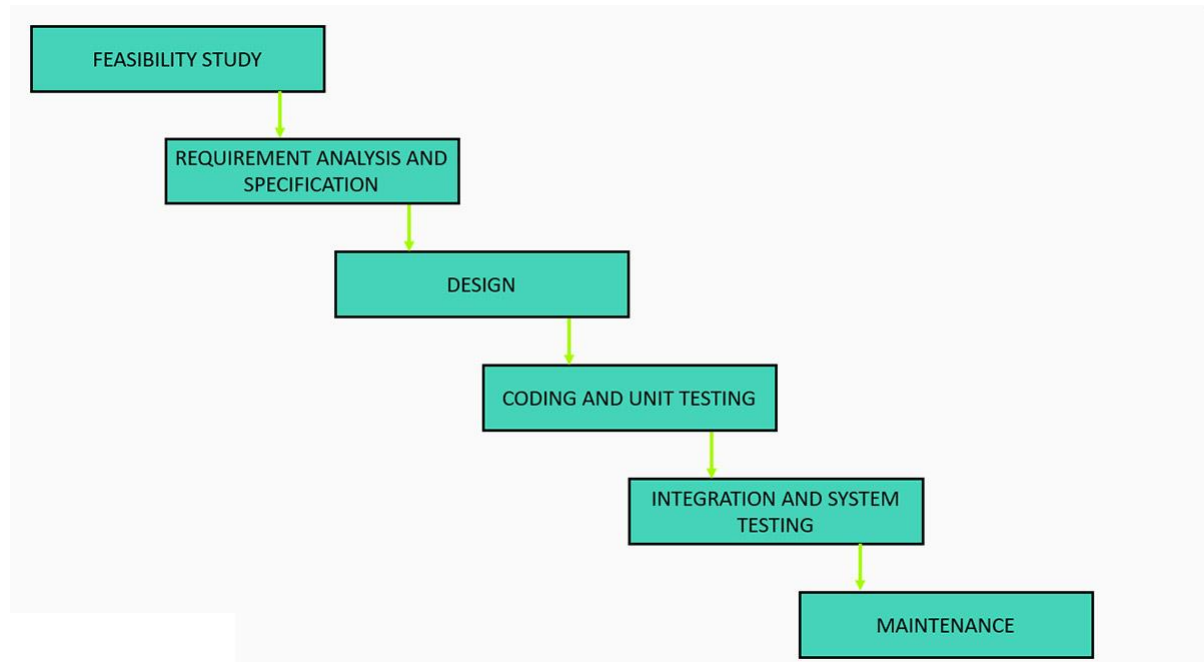 FEASIBILITY STUDY
REQUIREMENT ANALYSIS AND
SPECIFICATION
DESIGN
CODING AND UNIT TESTING
INTEGRATION AND SYSTEM
TESTING
MAINTENANCE